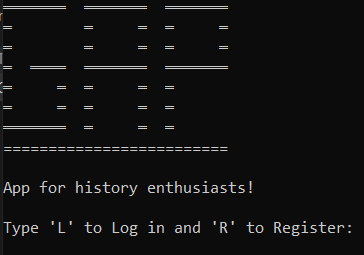 =======  =======  =======
=        =     =  =     =
=        =     =  =     =
=  ====  =======  =======
=     =  =     =  =
=     =  =     =  =
=======  =     =  =
=========================
App for history enthusiasts!
Type 'L' to Log in and 'R' to Register: